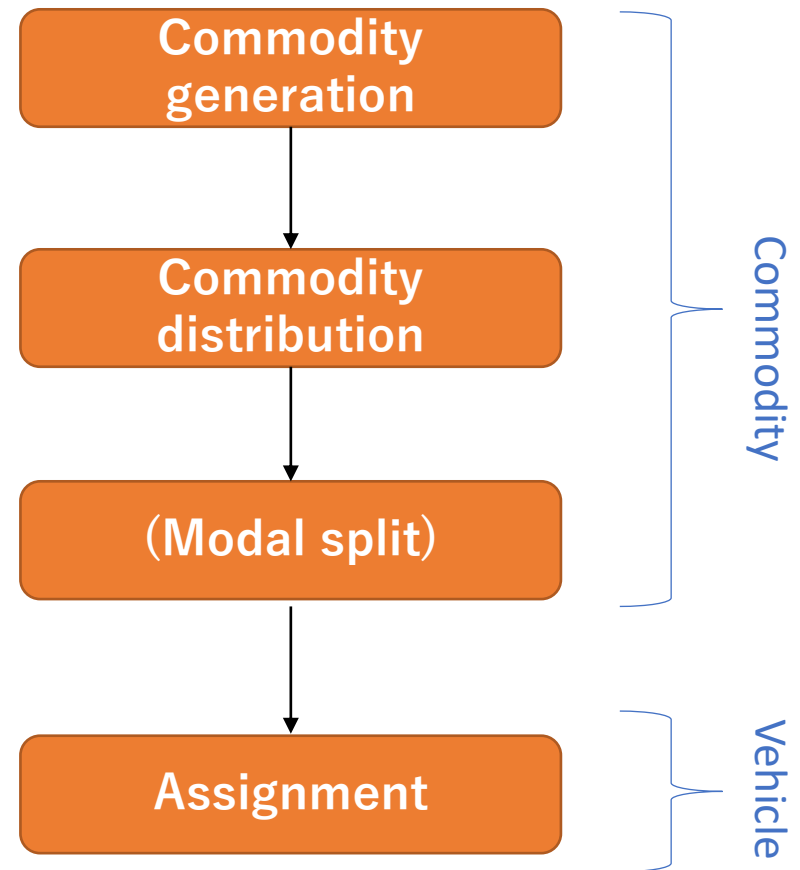 Commodity
generation
Commodity
distribution
(Modal split)
Assignment
Commodity
Vehicle